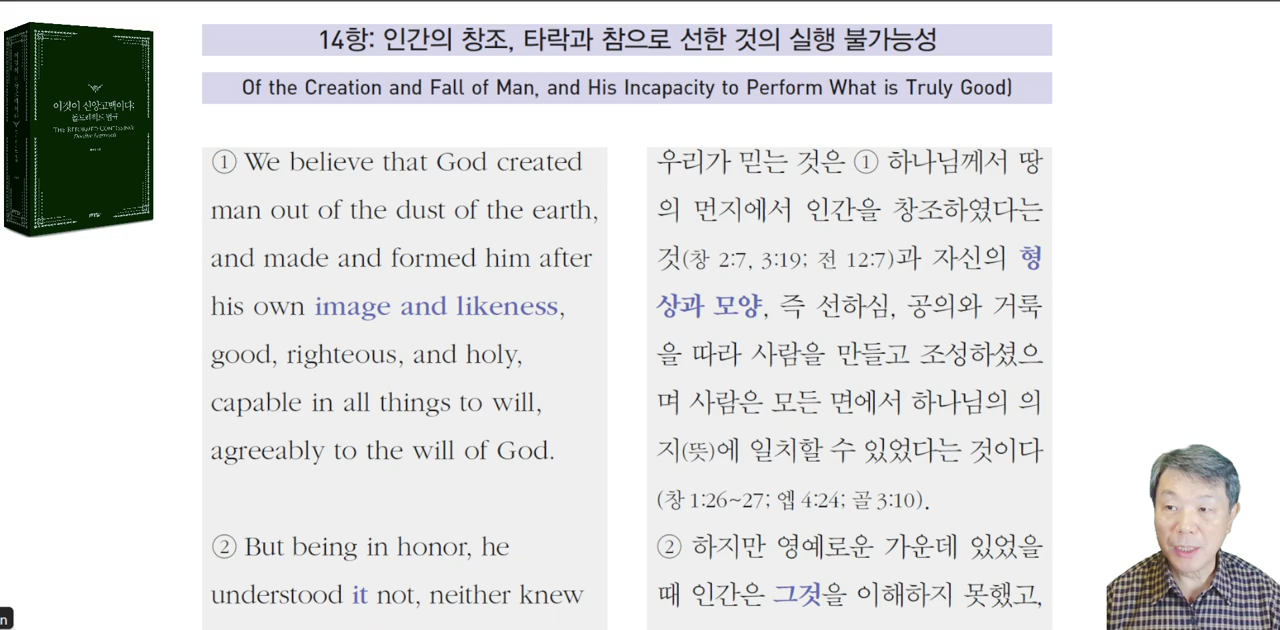 이것이 신앙고백이다:
THE REFORMED CONFESSIONS
14항: 인간의 창조, 타락과 참으로 선한 것의 실행 불가능성
Of the Creation and Fall of Man, and His Incapacity to Perform What is Truly Good)
① We believe that God created
man out of the dust of the earth,
and made and formed him after
his own image and likeness,
good, righteous, and holy,
capable in all things to will,
agreeably to the will of God.
② But being in honor, he
understood it not, neither knew
우리가 믿는 것은 ① 하나님께서 땅
의 먼지에서 인간을 창조하였다는
것(창 2:7, 3:19; 전 12:7)과 자신의 형
상과 모양, 즉 선하심, 공의와 거룩
을 따라 사람을 만들고 조성하셨으
며 사람은 모든 면에서 하나님의 의
지(뜻)에 일치할 수 있었다는 것이다
(창 1:26~27; 엡 4:24; 골 3:10).
② 하지만 영예로운 가운데 있었을
때 인간은 그것을 이해하지 못했고,
n